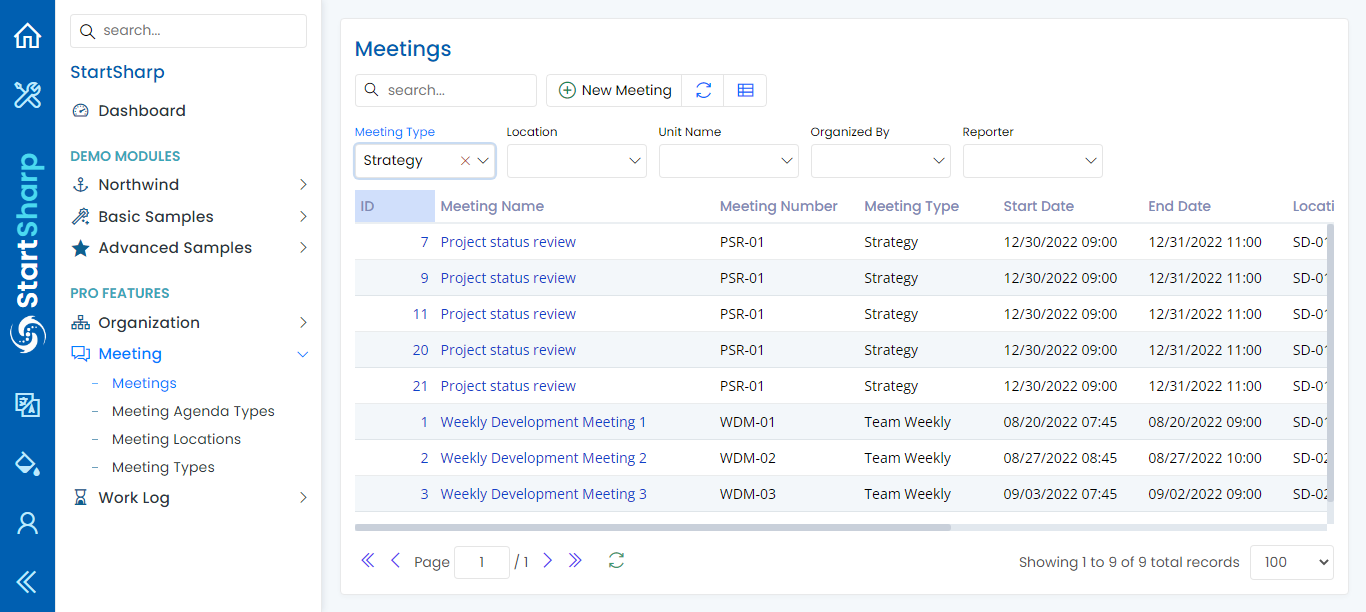 search...
StartSharp
Dashboard
DEMO MODULES
Northwind
Basic Samples
Advanced Samples
PRO FEATURES
Organization
Meeting
Meetings
Meeting Agenda Types
Meeting Locations
Meeting Types
Work Log
StartSharp
Meetings
search...
New Meeting
Meeting Type Location Unit Name Organized By Reporter
Strategy
ID Meeting Name Meeting Number Meeting Type Start Date End Date Locati
7 Project status review PSR-01 Strategy 12/30/2022 09:00 12/31/2022 11:00 SD-01
9 Project status review PSR-01 Strategy 12/30/2022 09:00 12/31/2022 11:00 SD-01
11 Project status review PSR-01 Strategy 12/30/2022 09:00 12/31/2022 11:00 SD-01
20 Project status review PSR-01 Strategy 12/30/2022 09:00 12/31/2022 11:00 SD-01
21 Project status review PSR-01 Strategy 12/30/2022 09:00 12/31/2022 11:00 SD-01
1 Weekly Development Meeting 1 WDM-01 Team Weekly 08/20/2022 07:45 08/20/2022 09:00 SD-02
2 Weekly Development Meeting 2 WDM-02 Team Weekly 08/27/2022 08:45 08/27/2022 10:00 SD-02
3 Weekly Development Meeting 3 WDM-03 Team Weekly 09/03/2022 07:45 09/02/2022 09:00 SD-02
Page 1 / 1
Showing 1 to 9 of 9 total records 100